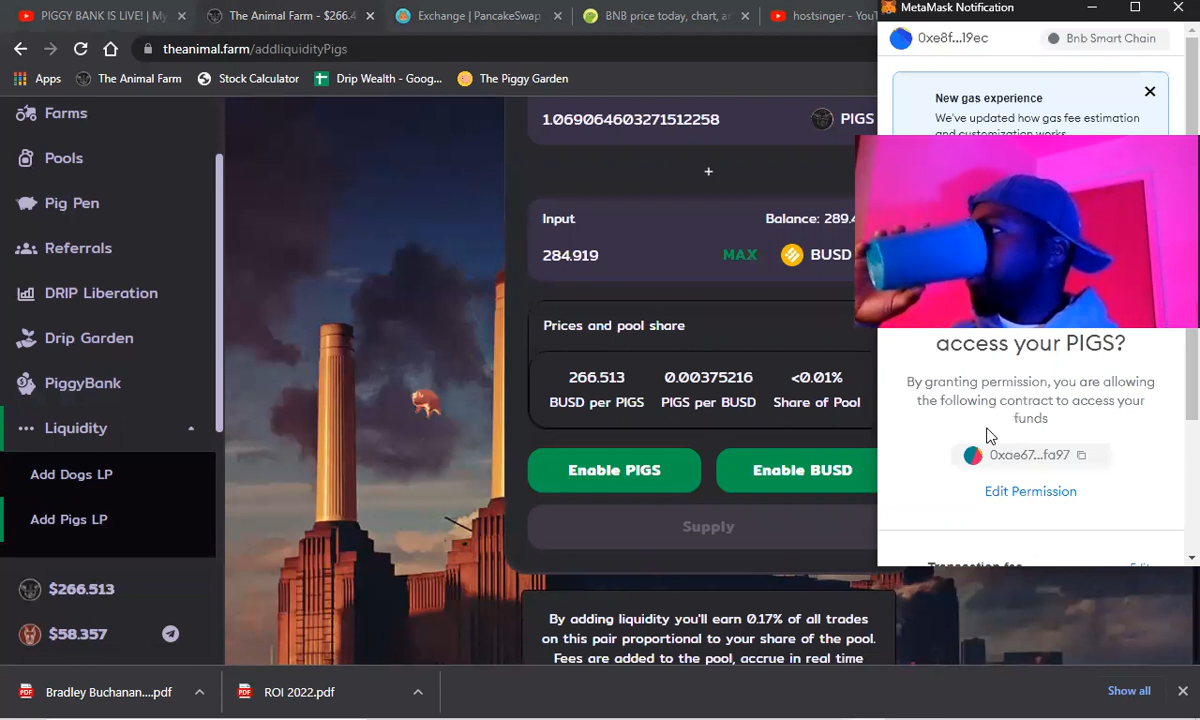 PIGGY BANK IS LIVE! | My
The Animal Farm - $266.4
Exchange | PancakeSwap
BNB price today, chart, ar
hostsinger - YouT
MetaMask Notification
theanimal.farm/addliquidityPigs
Apps
The Animal Farm
Stock Calculator
Drip Wealth - Goog...
The Piggy Garden
0xe8f...19ec
Bnb Smart Chain
New gas experience
We've updated how gas fee estimation
and customization works.
Farms
Pools
Pig Pen
Referrals
DRIP Liberation
Drip Garden
PiggyBank
Liquidity
Add Dogs LP
Add Pigs LP
$266.513
$58.357
1.069064603271512258
PIGS
+
Input
Balance: 289.4
284.919
MAX
BUSD
Prices and pool share
266.513
0.00375216
<0.01%
BUSD per PIGS
PIGS per BUSD
Share of Pool
Enable PIGS
Enable BUSD
Supply
By adding liquidity you'll earn 0.17% of all trades
on this pair proportional to your share of the pool.
Fees are added to the pool, accrue in real time
access your PIGS?
By granting permission, you are allowing
the following contract to access your
funds
0xae67...fa97
Edit Permission
Transaction fee
Edit
Bradley Buchanan....pdf
ROI 2022.pdf
Show all